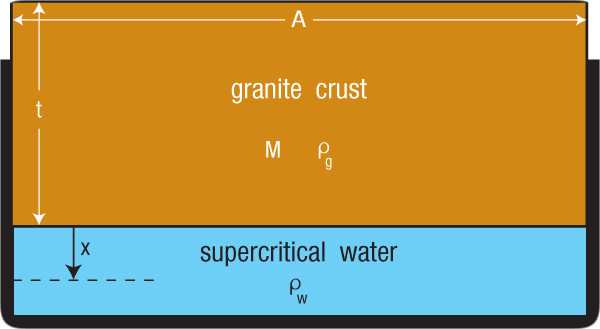 A
granite crust
t
M ρg
x
supercritical water
ρw